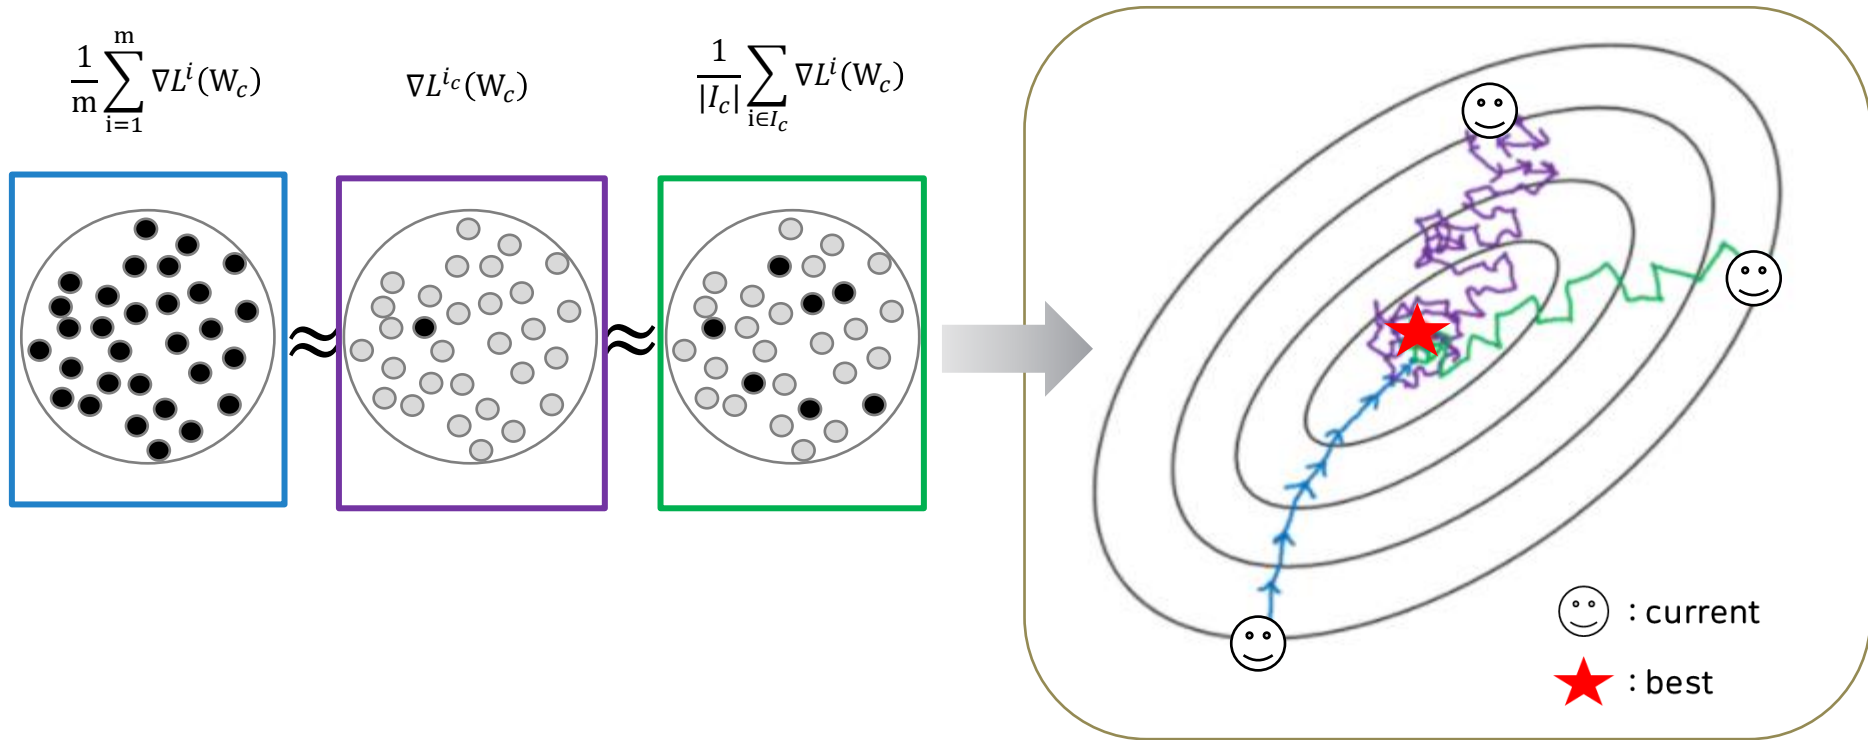 1/m ∑_{i=1}^{m} ∇L^i(W_c)
∇L^{i_c}(W_c)
1/|I_c| ∑_{i∈I_c} ∇L^i(W_c)
≈ ≈
: current
: best